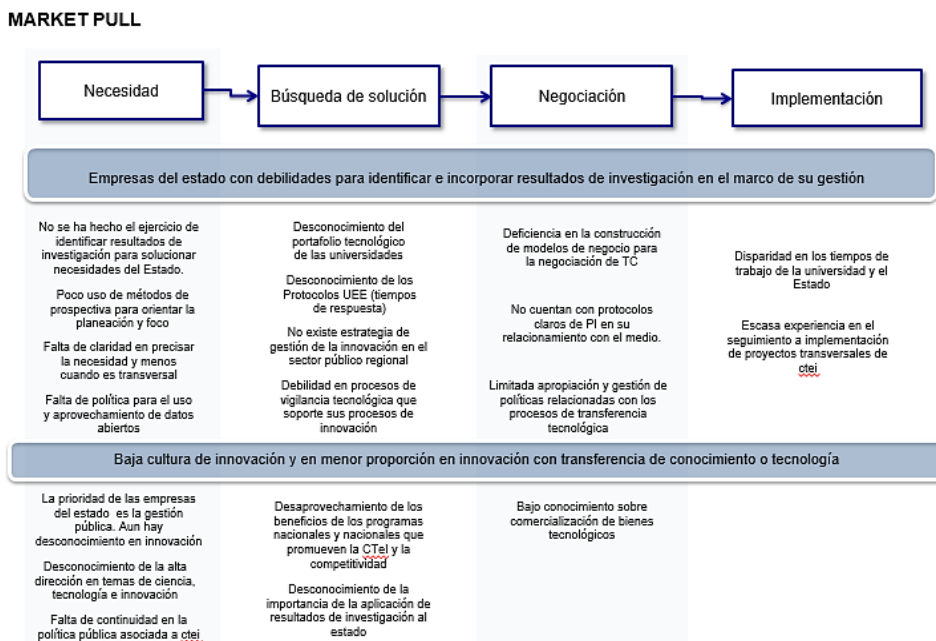 MARKET PULL
Necesidad
Búsqueda de solución
Negociación
Implementación
Empresas del estado con debilidades para identificar e incorporar resultados de investigación en el marco de su gestión
No se ha hecho el ejercicio de
identificar resultados de
investigación para solucionar
necesidades del Estado.
Poco uso de métodos de
prospectiva para orientar la
planeación y foco
Falta de claridad en precisar
la necesidad y menos
cuando es transversal
Falta de política para el uso
y aprovechamiento de datos
abiertos
Desconocimiento del
portafolio tecnológico
de las universidades
Desconocimiento de los
Protocolos UEE (tiempos
de respuesta)
No existe estrategia de
gestión de la innovación en el
sector público regional
Debilidad en procesos de
vigilancia tecnológica que
soporte sus procesos de
innovación
Deficiencia en la construcción
de modelos de negocio para
la negociación de TC
No cuentan con protocolos
claros de PI en su
relacionamiento con el medio.
Limitada apropiación y gestión de
políticas relacionadas con los
procesos de transferencia
tecnológica
Disparidad en los tiempos de
trabajo de la universidad y el
Estado
Escasa experiencia en el
seguimiento a implementación
de proyectos transversales de
ctei
Baja cultura de innovación y en menor proporción en innovación con transferencia de conocimiento o tecnología
La prioridad de las empresas
del estado es la gestión
pública. Aun hay
desconocimiento en innovación
Desconocimiento de la alta
dirección en temas de ciencia,
tecnología e innovación
Falta de continuidad en la
política pública asociada a ctei
Desaprovechamiento de los
beneficios de los programas
nacionales y nacionales que
promueven la CTeI y la
competitividad
Desconocimiento de la
importancia de la aplicación de
resultados de investigación al
estado
Bajo conocimiento sobre
comercialización de bienes
tecnológicos